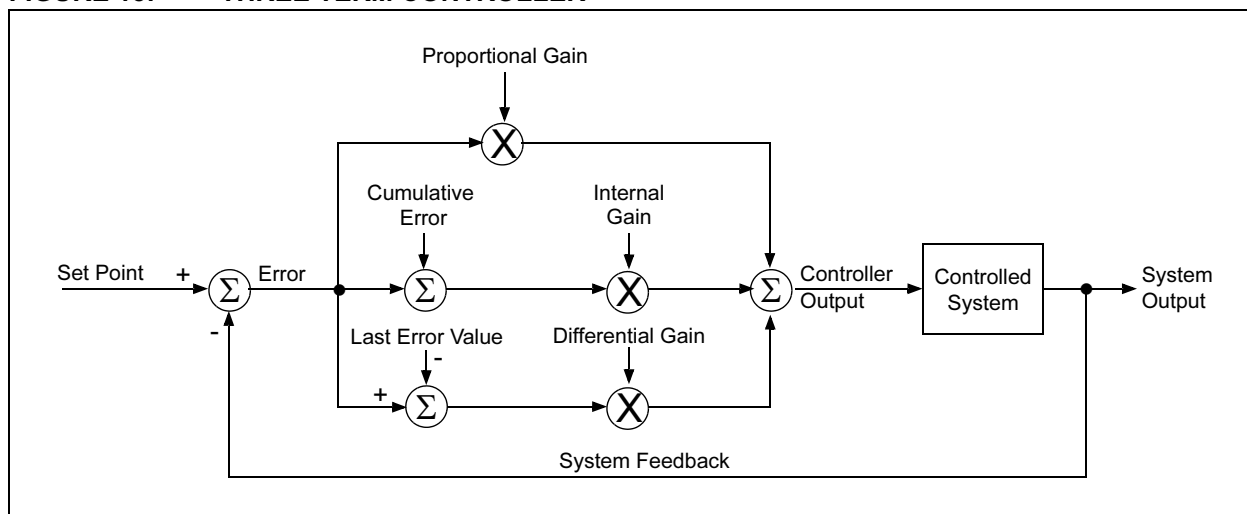 Proportional Gain
X
Cumulative
Error
Internal
Gain
Set Point
+
Σ
Error
Σ
X
Σ
Controller
Output
Controlled
System
System
Output
-
Last Error Value
-
Differential Gain
+
Σ
X
System Feedback